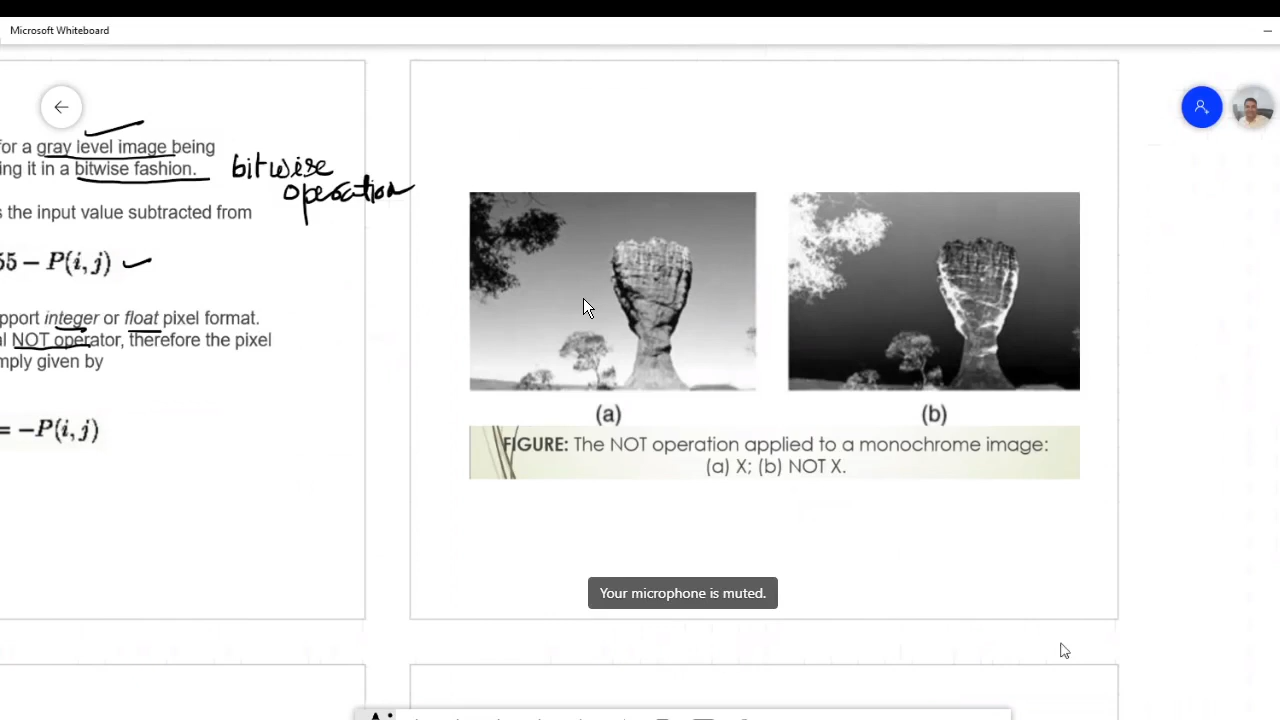 Microsoft Whiteboard
for a gray level image being
ing it in a bitwise fashion.
bitwise
operation
s the input value subtracted from
55 − P(i, j)
pport integer or float pixel format.
al NOT operator, therefore the pixel
mply given by
= −P(i, j)
(a)
(b)
FIGURE: The NOT operation applied to a monochrome image:
(a) X; (b) NOT X.
Your microphone is muted.